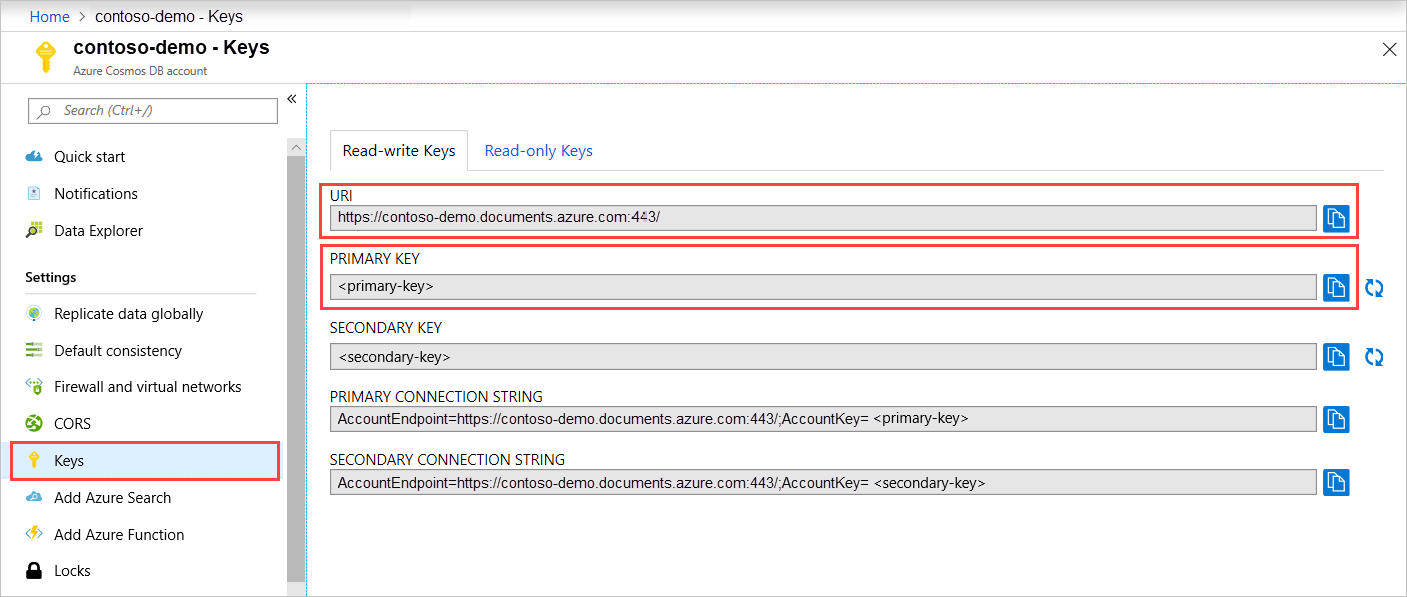 Home > contoso-demo - Keys
contoso-demo - Keys
Azure Cosmos DB account
Search (Ctrl+/)
«
Quick start
Notifications
Data Explorer
Settings
Replicate data globally
Default consistency
Firewall and virtual networks
CORS
Keys
Add Azure Search
Add Azure Function
Locks
Read-write Keys Read-only Keys
URI
https://contoso-demo.documents.azure.com:443/
PRIMARY KEY
<primary-key>
SECONDARY KEY
<secondary-key>
PRIMARY CONNECTION STRING
AccountEndpoint=https://contoso-demo.documents.azure.com:443/;AccountKey= <primary-key>
SECONDARY CONNECTION STRING
AccountEndpoint=https://contoso-demo.documents.azure.com:443/;AccountKey= <secondary-key>